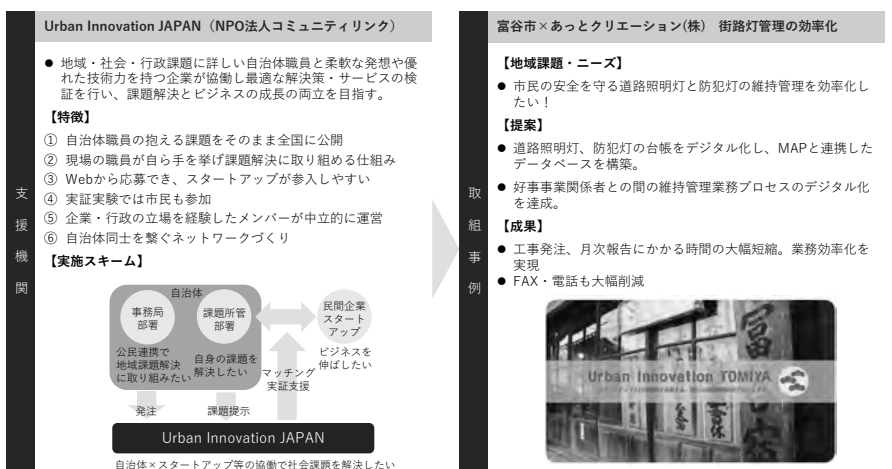 支援機関
Urban Innovation JAPAN（NPO法人コミュニティリンク）
● 地域・社会・行政課題に詳しい自治体職員と柔軟な発想や優
れた技術力を持つ企業が協働し最適な解決策・サービスの検
証を行い、課題解決とビジネスの成長の両立を目指す。
【特徴】
① 自治体職員の抱える課題をそのまま全国に公開
② 現場の職員が自ら手を挙げ課題解決に取り組める仕組み
③ Webから応募でき、スタートアップが参入しやすい
④ 実証実験では市民も参加
⑤ 企業・行政の立場を経験したメンバーが中立的に運営
⑥ 自治体同士を繋ぐネットワークづくり
【実施スキーム】
自治体
事務局
部署
課題所管
部署
民間企業
スタート
アップ
公民連携で
地域課題解決
に取り組みたい
自身の課題を
解決したい
マッチング
実証支援
ビジネスを
伸ばしたい
発注
課題提示
Urban Innovation JAPAN
自治体×スタートアップ等の協働で社会課題を解決したい
取組事例
富谷市×あっとクリエーション(株) 街路灯管理の効率化
【地域課題・ニーズ】
● 市民の安全を守る道路照明灯と防犯灯の維持管理を効率化し
たい！
【提案】
● 道路照明灯、防犯灯の台帳をデジタル化し、MAPと連携した
データベースを構築。
● 好事事業関係者との間の維持管理業務プロセスのデジタル化
を達成。
【成果】
● 工事発注、月次報告にかかる時間の大幅短縮。業務効率化を
実現
● FAX・電話も大幅削減
Urban Innovation TOMIYA